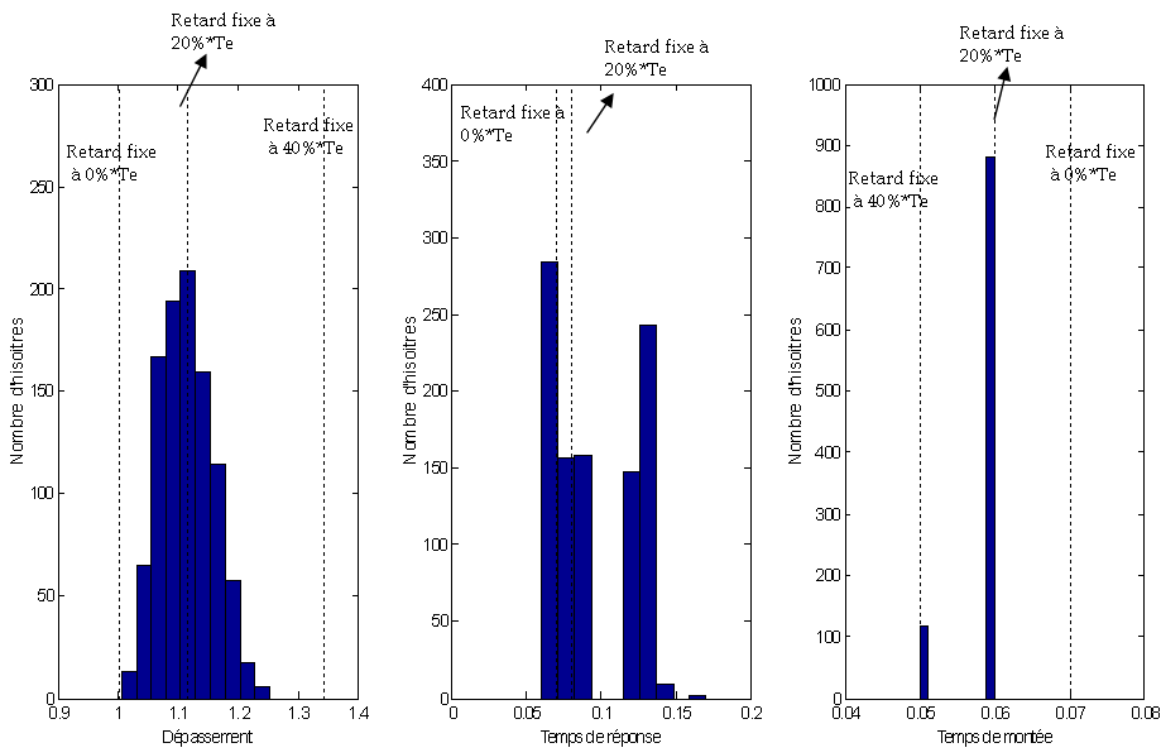 Retard fixe à
20%*Te
300
250
200
150
100
50
0
Retard fixe
à 0%*Te
Retard fixe
à 40%*Te
0.9
1
1.1
1.2
1.3
1.4
Nombre d'hisoitres
Dépassement
Retard fixe à
20%*Te
400
350
300
250
200
150
100
50
0
Retard fixe à
0%*Te
0
0.05
0.1
0.15
0.2
Nombre d'hisoitres
Temps de réponse
Retard fixe à
20%*Te
1000
900
800
700
600
500
400
300
200
100
0
Retard fixe
à 40%*Te
Retard fixe
à 0%*Te
0.04
0.05
0.06
0.07
0.08
Nombre d'hisoitres
Temps de montée